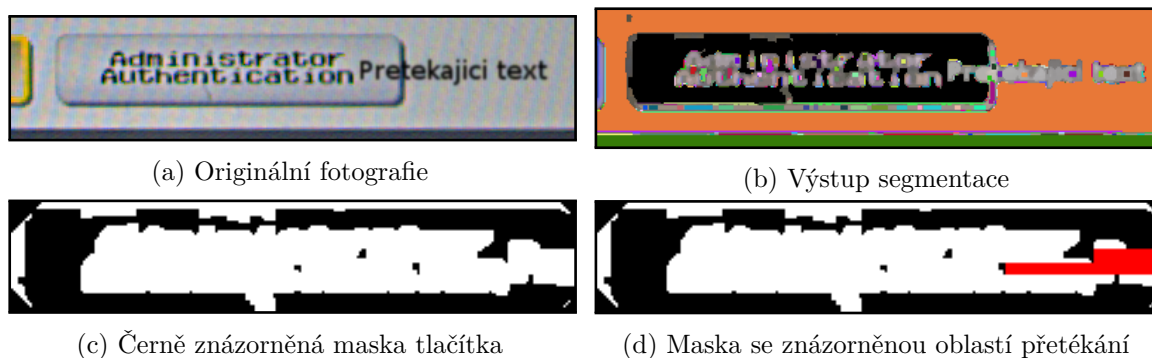 Administrator
Authentication Pretekajici text
(a) Originální fotografie
(b) Výstup segmentace
(c) Černě znázorněná maska tlačítka
(d) Maska se znázorněnou oblastí přetékání